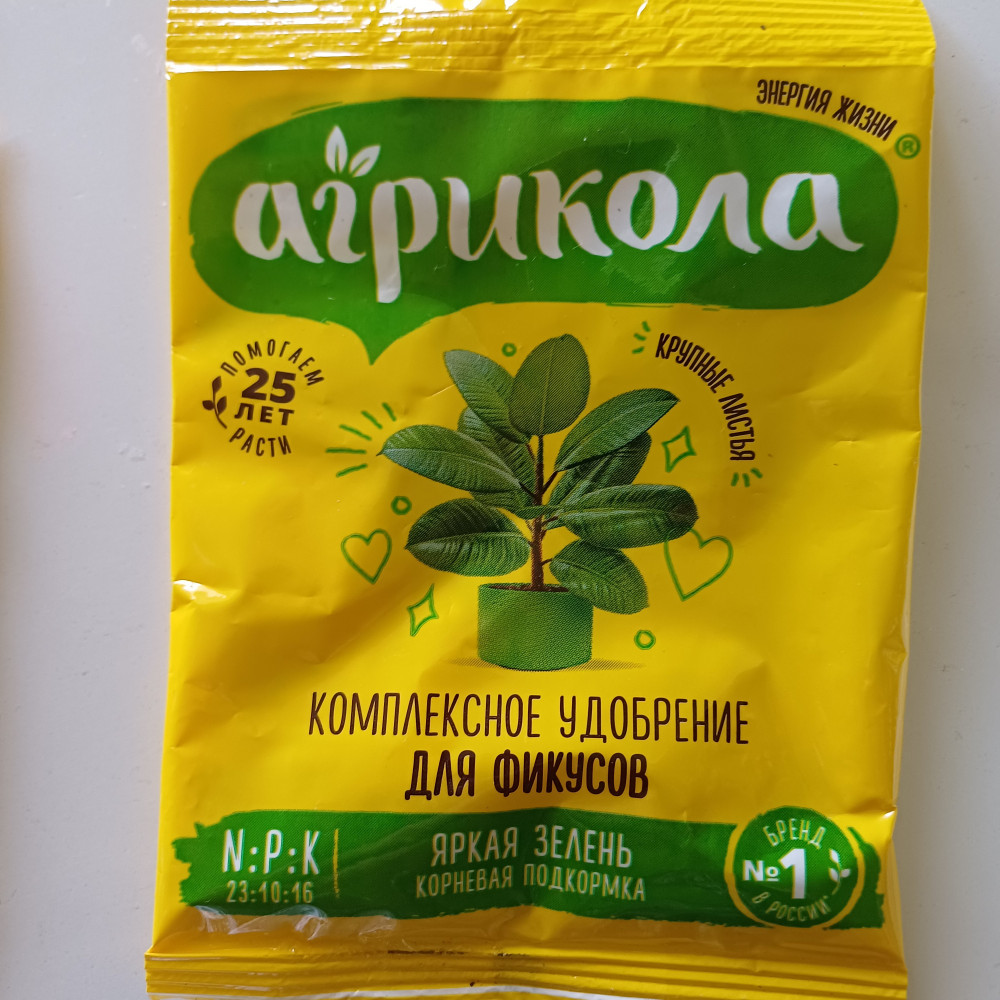 ЭНЕРГИЯ ЖИЗНИ
®
агрикола
ПОМОГАЕМ
25
ЛЕТ
РАСТИ
КРУПНЫЕ ЛИСТЬЯ
КОМПЛЕКСНОЕ УДОБРЕНИЕ
ДЛЯ ФИКУСОВ
N:P:K
23:10:16
ЯРКАЯ ЗЕЛЕНЬ
КОРНЕВАЯ ПОДКОРМКА
БРЕНД
№1
В РОССИИ*